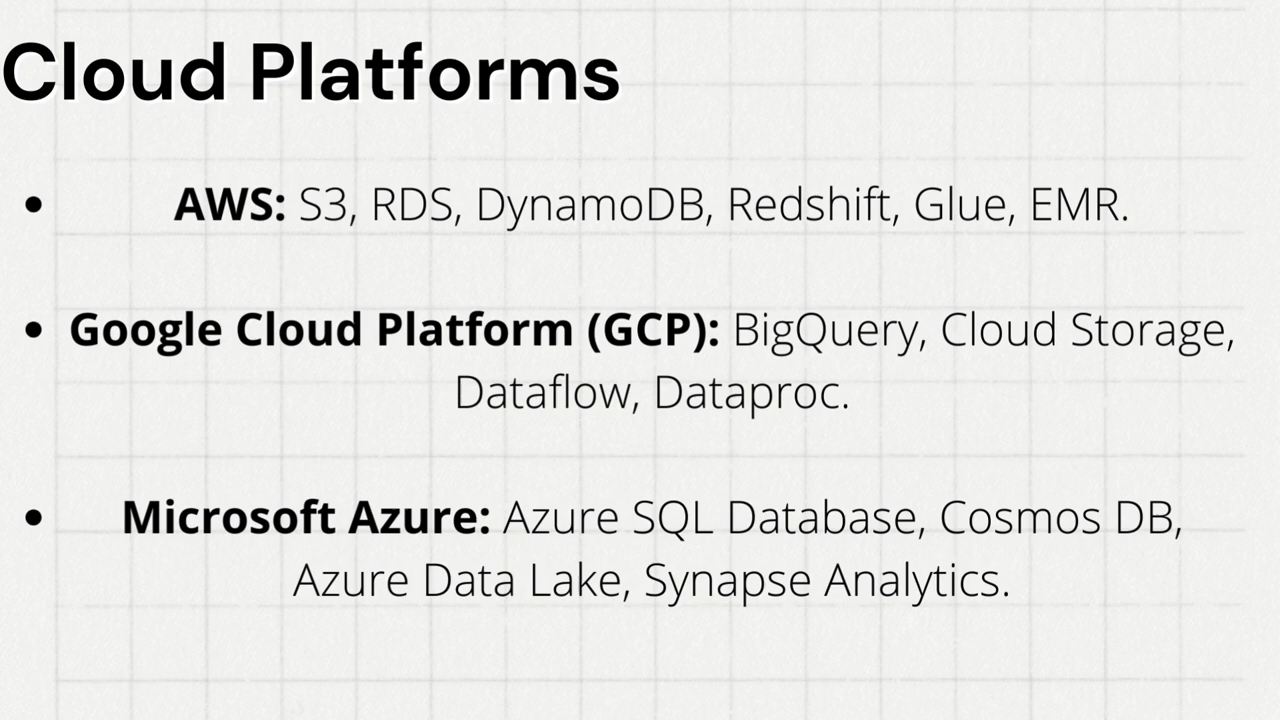 Cloud Platforms
• AWS: S3, RDS, DynamoDB, Redshift, Glue, EMR.
• Google Cloud Platform (GCP): BigQuery, Cloud Storage,
Dataflow, Dataproc.
• Microsoft Azure: Azure SQL Database, Cosmos DB,
Azure Data Lake, Synapse Analytics.